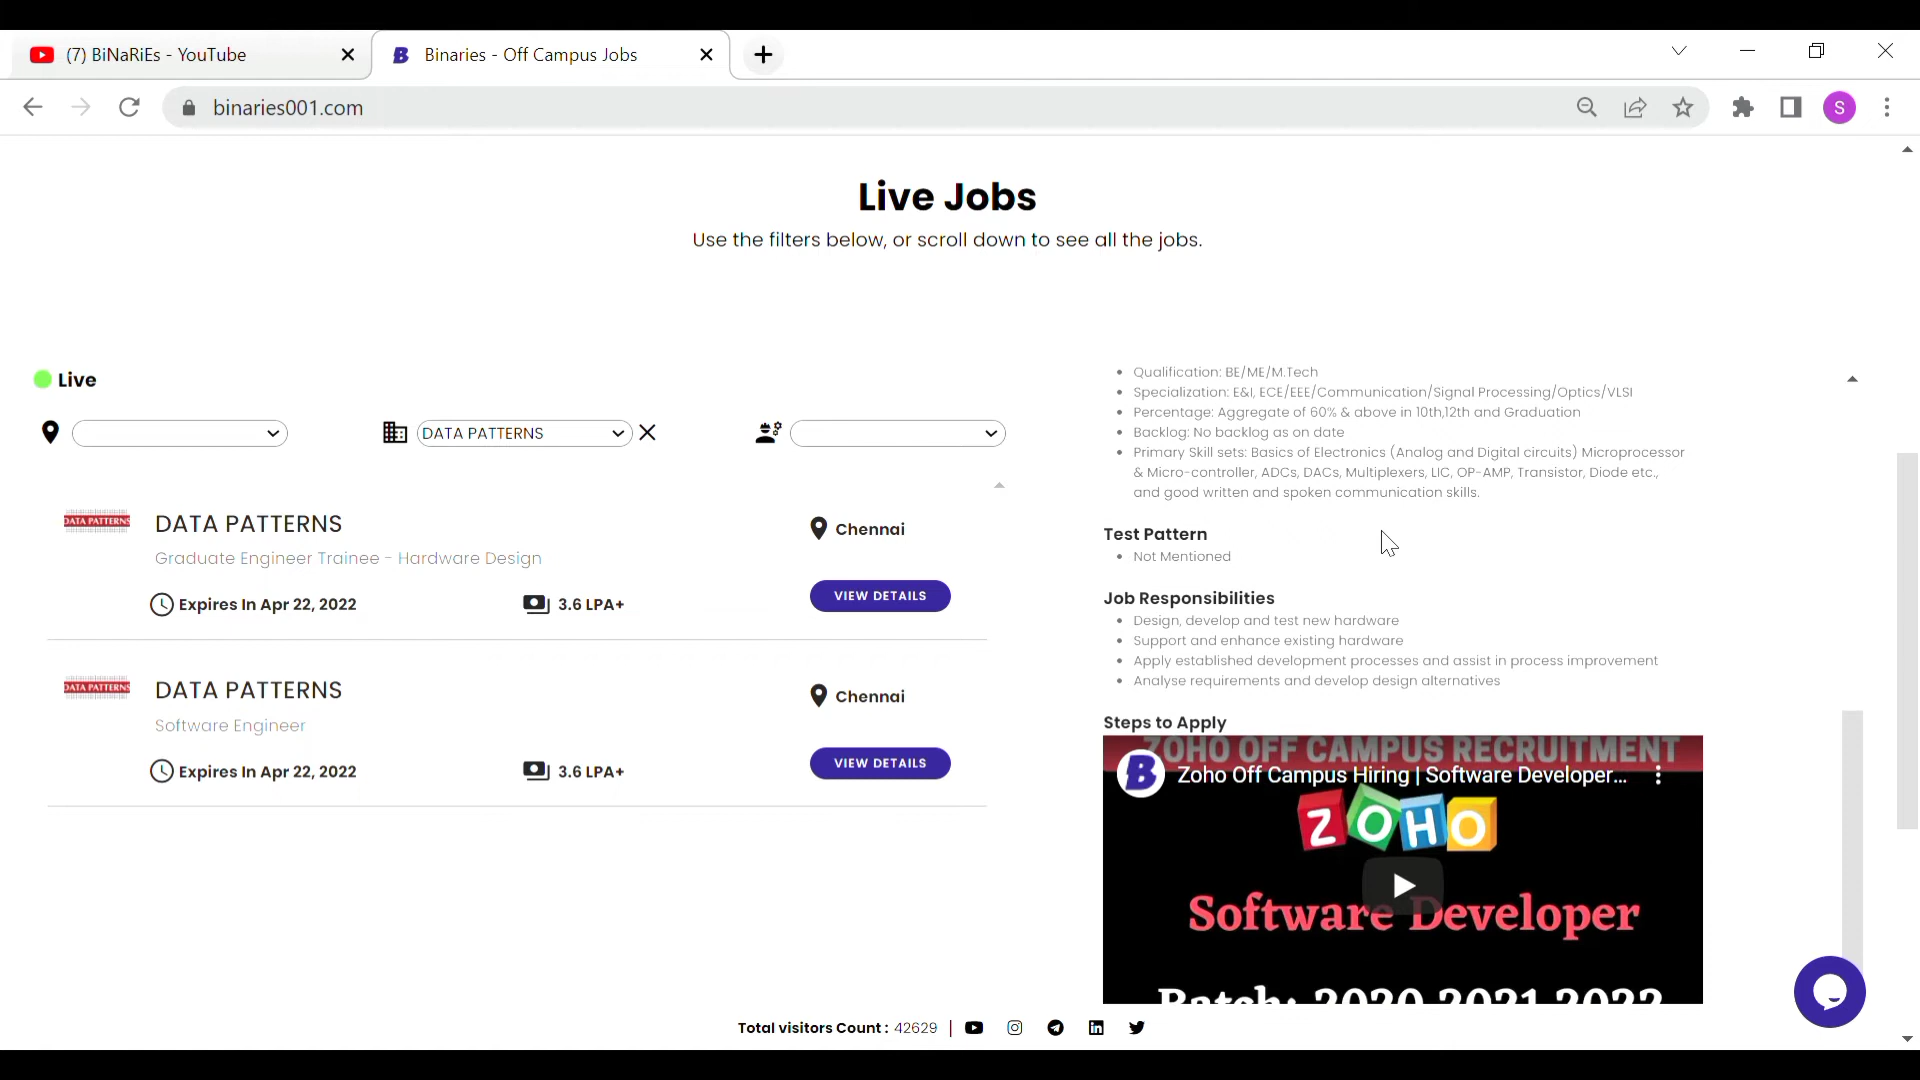 (7) BiNaRiEs - YouTube
Binaries - Off Campus Jobs
binaries001.com
S
Live Jobs
Use the filters below, or scroll down to see all the jobs.
Live
DATA PATTERNS
DATA PATTERNS
DATA PATTERNS
Chennai
Graduate Engineer Trainee - Hardware Design
Expires In Apr 22, 2022
3.6 LPA+
VIEW DETAILS
DATA PATTERNS
DATA PATTERNS
Chennai
Software Engineer
Expires In Apr 22, 2022
3.6 LPA+
VIEW DETAILS
Qualification: BE/ME/M.Tech
Specialization: E&I, ECE/EEE/Communication/Signal Processing/Optics/VLSI
Percentage: Aggregate of 60% & above in 10th,12th and Graduation
Backlog: No backlog as on date
Primary Skill sets: Basics of Electronics (Analog and Digital circuits) Microprocessor
& Micro-controller, ADCs, DACs, Multiplexers, LIC, OP-AMP, Transistor, Diode etc.,
and good written and spoken communication skills.
Test Pattern
Not Mentioned
Job Responsibilities
Design, develop and test new hardware
Support and enhance existing hardware
Apply established development processes and assist in process improvement
Analyse requirements and develop design alternatives
Steps to Apply
ZOHO OFF CAMPUS RECRUITMENT
B
Zoho Off Campus Hiring | Software Developer...
ZOHO
Software Developer
Batch: 2020 2021 2022
Total visitors Count : 42629 |